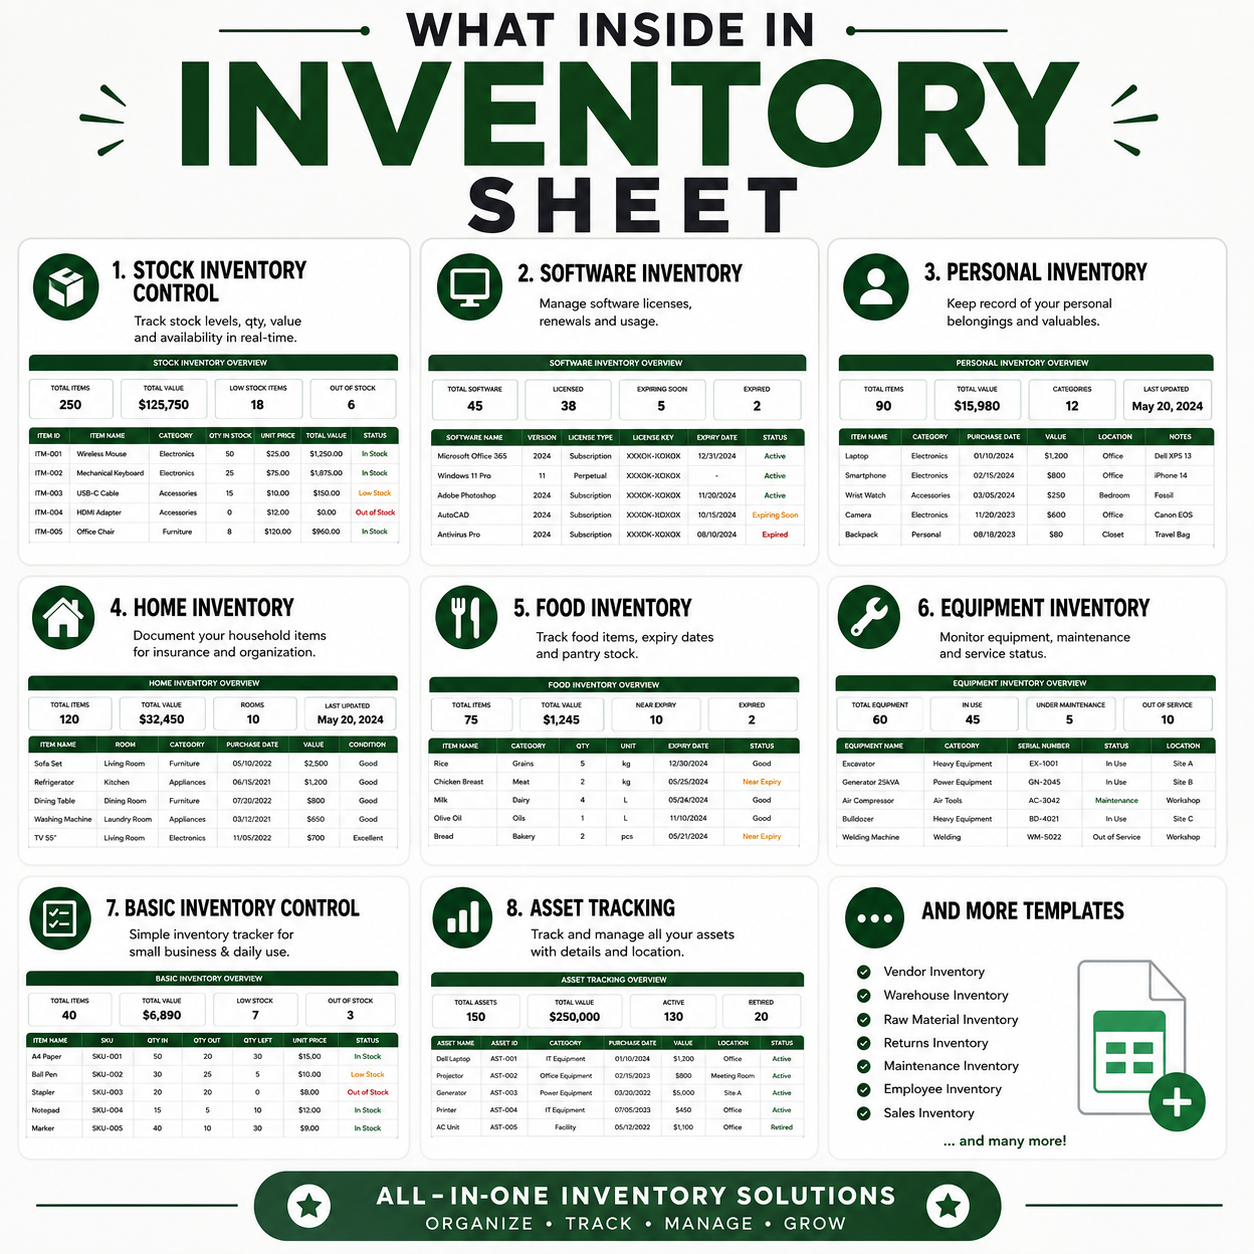 WHAT INSIDE IN
INVENTORY
SHEET
1. STOCK INVENTORY
CONTROL
Track stock levels, qty, value
and availability in real-time.
STOCK INVENTORY OVERVIEW
TOTAL ITEMS TOTAL VALUE LOW STOCK ITEMS OUT OF STOCK
250 $125,750 18 6
ITEM ID ITEM NAME CATEGORY QTY IN STOCK UNIT PRICE TOTAL VALUE STATUS
ITM-001 Wireless Mouse Electronics 50 $25.00 $1,250.00 In Stock
ITM-002 Mechanical Keyboard Electronics 25 $75.00 $1,875.00 In Stock
ITM-003 USB-C Cable Accessories 15 $10.00 $150.00 Low Stock
ITM-004 HDMI Adapter Accessories 0 $12.00 $0.00 Out of Stock
ITM-005 Office Chair Furniture 8 $120.00 $960.00 In Stock
2. SOFTWARE INVENTORY
Manage software licenses,
renewals and usage.
SOFTWARE INVENTORY OVERVIEW
TOTAL SOFTWARE LICENSED EXPIRING SOON EXPIRED
45 38 5 2
SOFTWARE NAME VERSION LICENSE TYPE LICENSE KEY EXPIRY DATE STATUS
Microsoft Office 365 2024 Subscription 12/31/2024 Active
Windows 11 Pro 11 Perpetual - Active
Adobe Photoshop 2024 Subscription 11/20/2024 Active
AutoCAD 2024 Subscription 10/15/2024 Expiring Soon
Antivirus Pro 2024 Subscription 08/10/2024 Expired
3. PERSONAL INVENTORY
Keep record of your personal
belongings and valuables.
PERSONAL INVENTORY OVERVIEW
TOTAL ITEMS TOTAL VALUE CATEGORIES LAST UPDATED
90 $15,980 12 May 20, 2024
ITEM NAME CATEGORY PURCHASE DATE VALUE LOCATION NOTES
Laptop Electronics 01/10/2024 $1,200 Office Dell XPS 13
Smartphone Electronics 02/15/2024 $800 Office iPhone 14
Wrist Watch Accessories 03/05/2024 $250 Bedroom Fossil
Camera Electronics 11/20/2023 $600 Office Canon EOS
Backpack Personal 08/18/2023 $80 Closet Travel Bag
4. HOME INVENTORY
Document your household items
for insurance and organization.
HOME INVENTORY OVERVIEW
TOTAL ITEMS TOTAL VALUE ROOMS LAST UPDATED
120 $32,450 10 May 20, 2024
ITEM NAME ROOM CATEGORY PURCHASE DATE VALUE CONDITION
Sofa Set Living Room Furniture 05/10/2022 $2,500 Good
Refrigerator Kitchen Appliances 06/15/2021 $1,200 Good
Dining Table Dining Room Furniture 07/20/2022 $800 Good
Washing Machine Laundry Room Appliances 03/12/2021 $650 Good
TV 55" Living Room Electronics 11/05/2022 $700 Excellent
5. FOOD INVENTORY
Track food items, expiry dates
and pantry stock.
FOOD INVENTORY OVERVIEW
TOTAL ITEMS TOTAL VALUE NEAR EXPIRY EXPIRED
75 $1,245 10 2
ITEM NAME CATEGORY QTY UNIT EXPIRY DATE STATUS
Rice Grains 5 kg 12/30/2024 Good
Chicken Breast Meat 2 kg 05/25/2024 Near Expiry
Milk Dairy 4 L 05/24/2024 Good
Olive Oil Oils 1 L 11/10/2024 Good
Bread Bakery 2 pcs 05/21/2024 Near Expiry
6. EQUIPMENT INVENTORY
Monitor equipment, maintenance
and service status.
EQUIPMENT INVENTORY OVERVIEW
TOTAL EQUIPMENT IN USE UNDER MAINTENANCE OUT OF SERVICE
60 45 5 10
EQUIPMENT NAME CATEGORY SERIAL NUMBER STATUS LOCATION
Excavator Heavy Equipment EX-1001 In Use Site A
Generator 25kVA Power Equipment GN-2045 In Use Site B
Air Compressor Air Tools AC-3042 Maintenance Workshop
Bulldozer Heavy Equipment BD-4021 In Use Site C
Welding Machine Welding WM-5022 Out of Service Workshop
7. BASIC INVENTORY CONTROL
Simple inventory tracker for
small business & daily use.
BASIC INVENTORY OVERVIEW
TOTAL ITEMS TOTAL VALUE LOW STOCK OUT OF STOCK
40 $6,890 7 3
ITEM NAME SKU QTY IN QTY OUT QTY LEFT UNIT PRICE STATUS
A4 Paper SKU-001 50 20 30 $15.00 In Stock
Ball Pen SKU-002 30 25 5 $10.00 Low Stock
Stapler SKU-003 20 20 0 $8.00 Out of Stock
Notepad SKU-004 15 5 10 $12.00 In Stock
Marker SKU-005 40 10 30 $9.00 In Stock
8. ASSET TRACKING
Track and manage all your assets
with details and location.
ASSET TRACKING OVERVIEW
TOTAL ASSETS TOTAL VALUE ACTIVE RETIRED
150 $250,000 130 20
ASSET NAME ASSET ID CATEGORY PURCHASE DATE VALUE LOCATION STATUS
Dell Laptop AST-001 IT Equipment 01/10/2024 $1,200 Office Active
Projector AST-002 Office Equipment 02/15/2023 $800 Meeting Room Active
Generator AST-003 Power Equipment 03/20/2022 $5,000 Site A Active
Printer AST-004 IT Equipment 07/05/2023 $450 Office Active
AC Unit AST-005 Facility 05/12/2022 $1,100 Office Retired
AND MORE TEMPLATES
Vendor Inventory
Warehouse Inventory
Raw Material Inventory
Returns Inventory
Maintenance Inventory
Employee Inventory
Sales Inventory
... and many more!
ALL-IN-ONE INVENTORY SOLUTIONS
ORGANIZE • TRACK • MANAGE • GROW